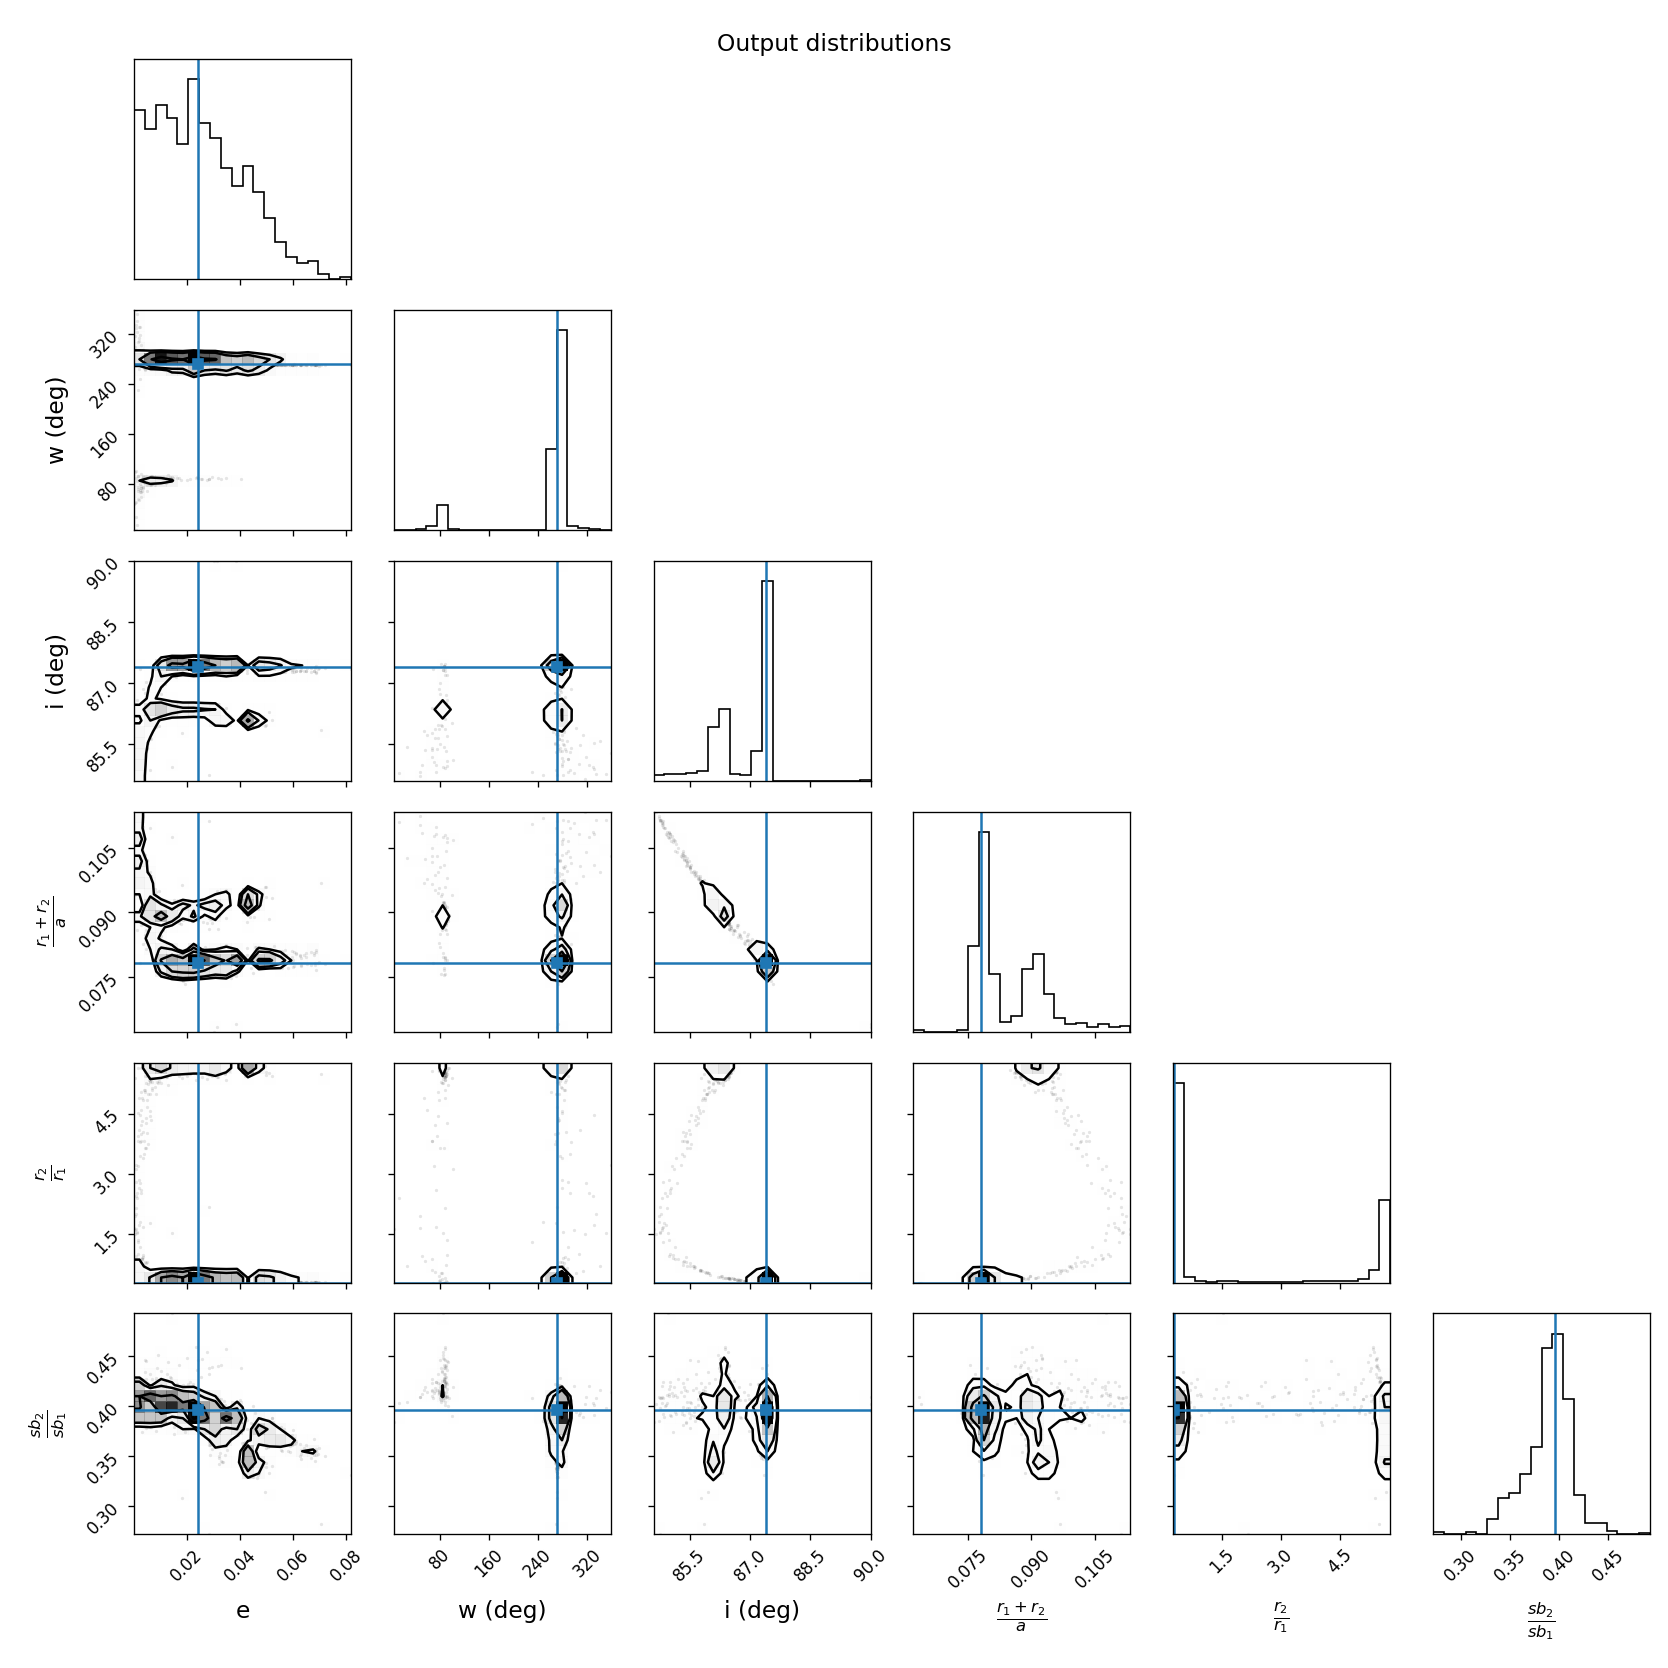 Output distributions
w (deg)
320
240
160
80
i (deg)
90.0
88.5
87.0
85.5
r₁ + r₂
a
0.105
0.090
0.075
r₂
r₁
4.5
3.0
1.5
sb₂
sb₁
0.45
0.40
0.35
0.30
0.02 0.04 0.06 0.08 80 160 240 320 85.5 87.0 88.5 90.0 0.075 0.090 0.105 1.5 3.0 4.5 0.30 0.35 0.40 0.45
e w (deg) i (deg) r₁ + r₂ r₂ sb₂
a r₁ sb₁